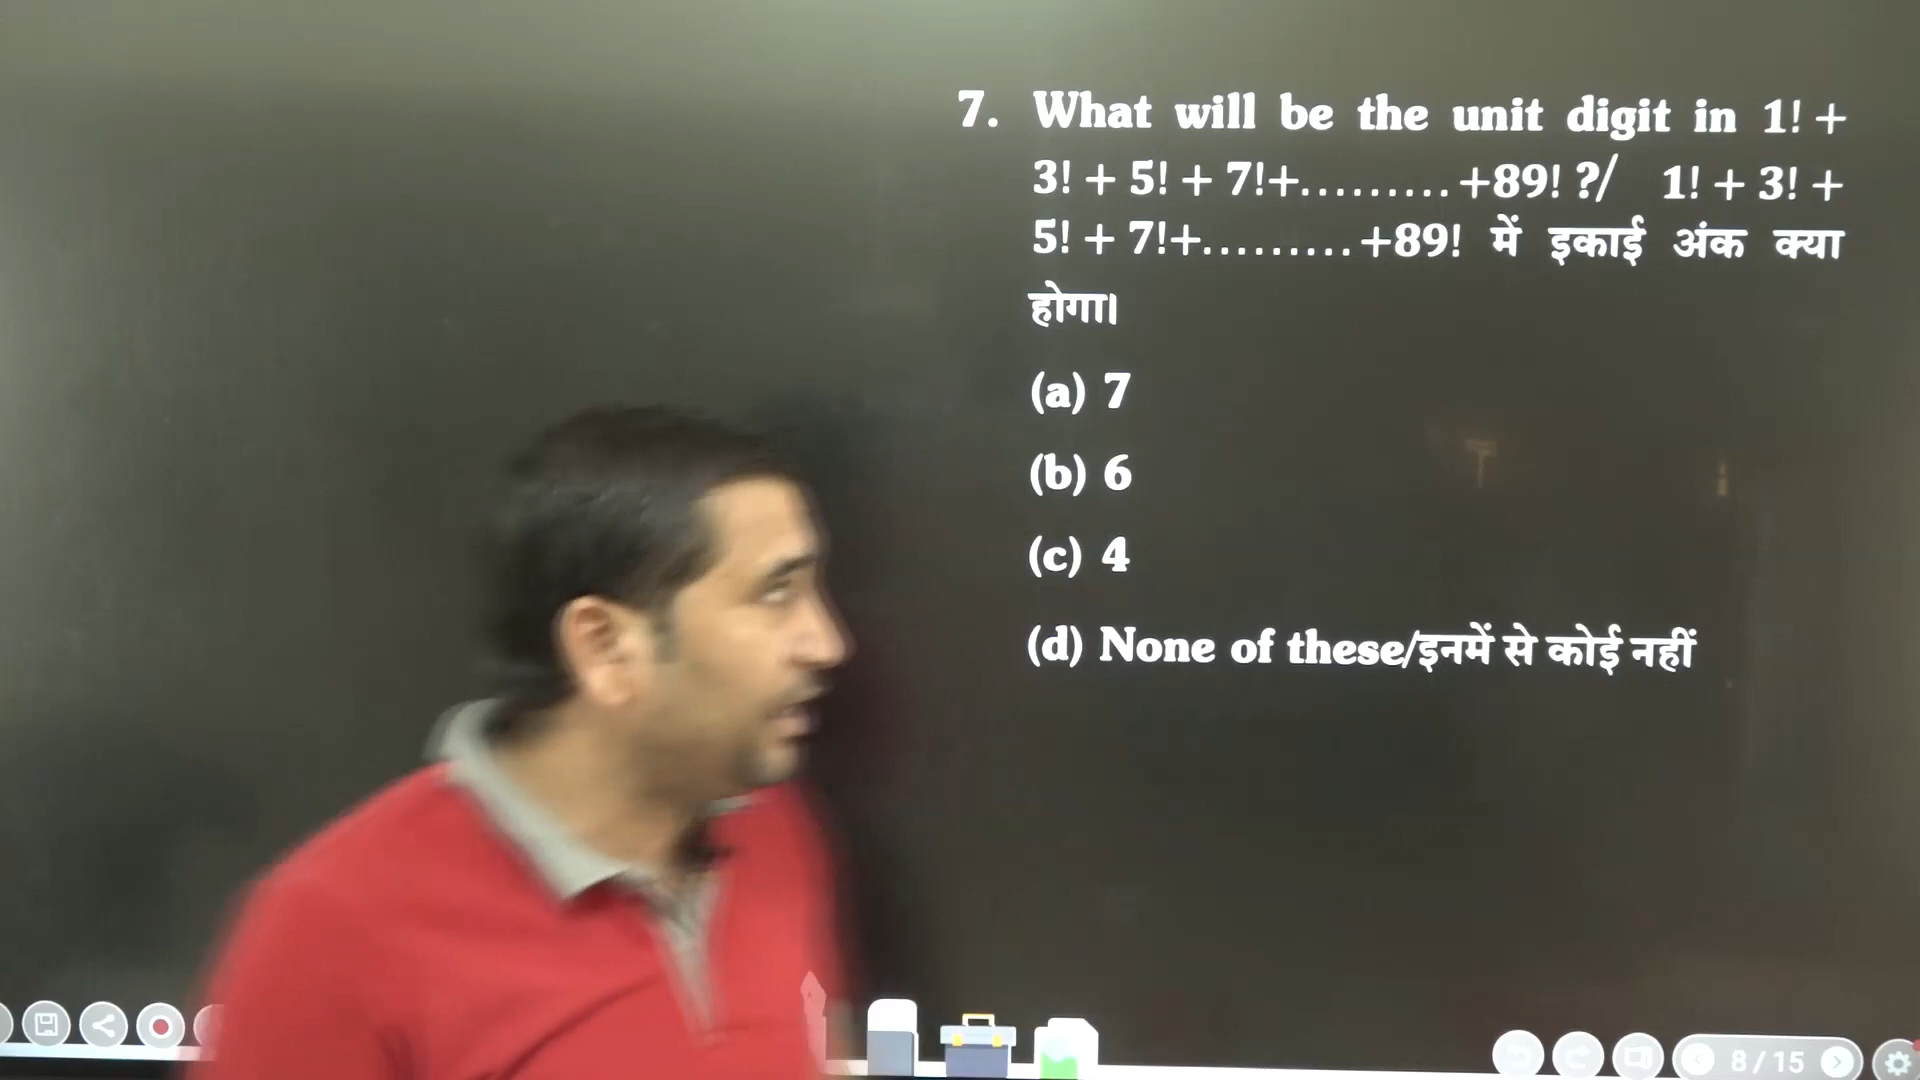 7. What will be the unit digit in 1! +
3! + 5! + 7!+.........+89! ?/ 1! + 3! +
5! + 7!+.........+89! में इकाई अंक क्या
होगा।
(a) 7
(b) 6
(c) 4
(d) None of these/इनमें से कोई नहीं
8 / 15